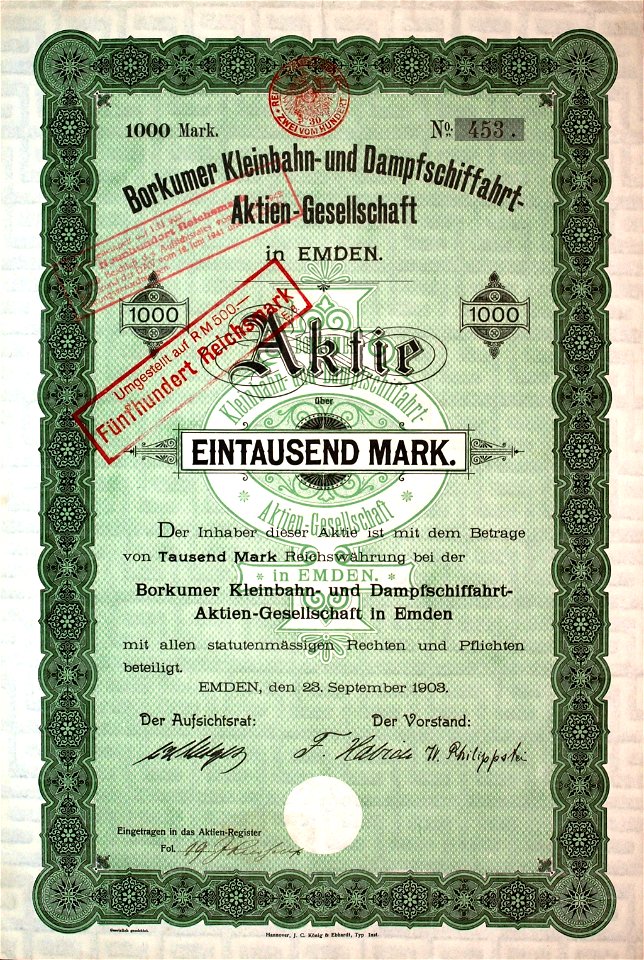 1000 Mark.
No. 453.
ZWEI VOM HUNDERT
Borkumer Kleinbahn- und Dampfschiffahrt-
Aktien-Gesellschaft
in EMDEN.
Reichsmark
1000
1000
Umgestellt auf RM 500.—
Fünfhundert Reichsmark
Aktie
über
EINTAUSEND MARK.
Kleinbahn- und Dampfschiffahrt-
Aktien-Gesellschaft
in EMDEN.
Der Inhaber dieser Aktie ist mit dem Betrage
von Tausend Mark Reichswährung bei der
Borkumer Kleinbahn- und Dampfschiffahrt-
Aktien-Gesellschaft in Emden
mit allen statutenmässigen Rechten und Pflichten
beteiligt.
EMDEN, den 23. September 1903.
Der Aufsichtsrat:
Der Vorstand:
W. Philippstei
Eingetragen in das Aktien-Register
Fol. 19
Hannover, J. C. König & Ebhardt, Typ. Inst.